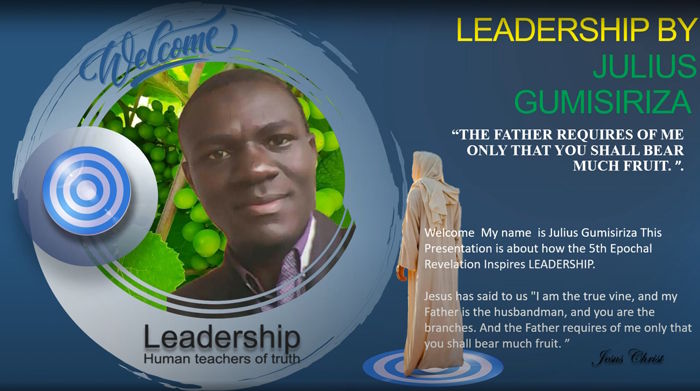 Welcome
LEADERSHIP BY
JULIUS
GUMISIRIZA
“THE FATHER REQUIRES OF ME
ONLY THAT YOU SHALL BEAR
MUCH FRUIT. ”.
Welcome My name is Julius Gumisiriza This
Presentation is about how the 5th Epochal
Revelation Inspires LEADERSHIP.
Jesus has said to us "I am the true vine, and my
Father is the husbandman, and you are the
branches. And the Father requires of me only that
you shall bear much fruit. ”
Jesus Christ
Leadership
Human teachers of truth